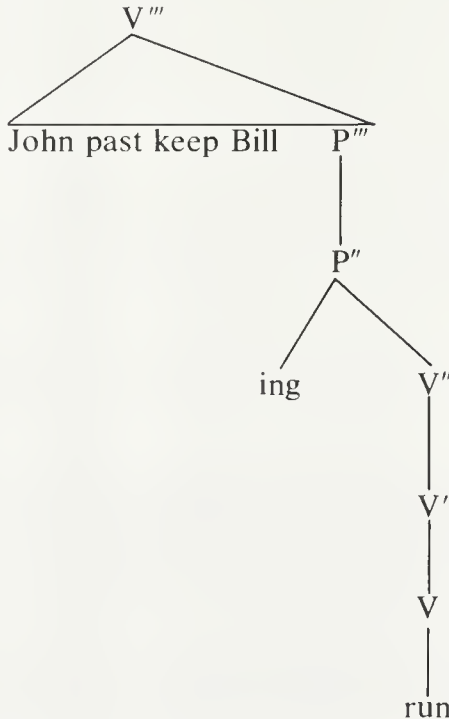 V‴
John past keep Bill P‴
P″
ing V″
V′
V
run